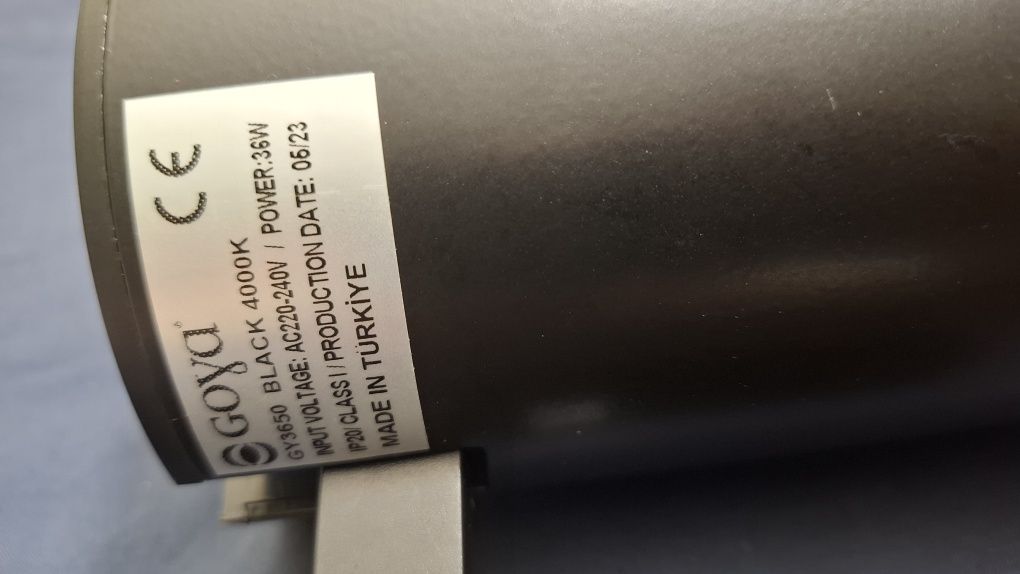 GOYA
CE
GY3650 BLACK 4000K
INPUT VOLTAGE: AC220-240V / POWER:36W
IP20/ CLASS I / PRODUCTION DATE: 05/23
MADE IN TÜRKİYE